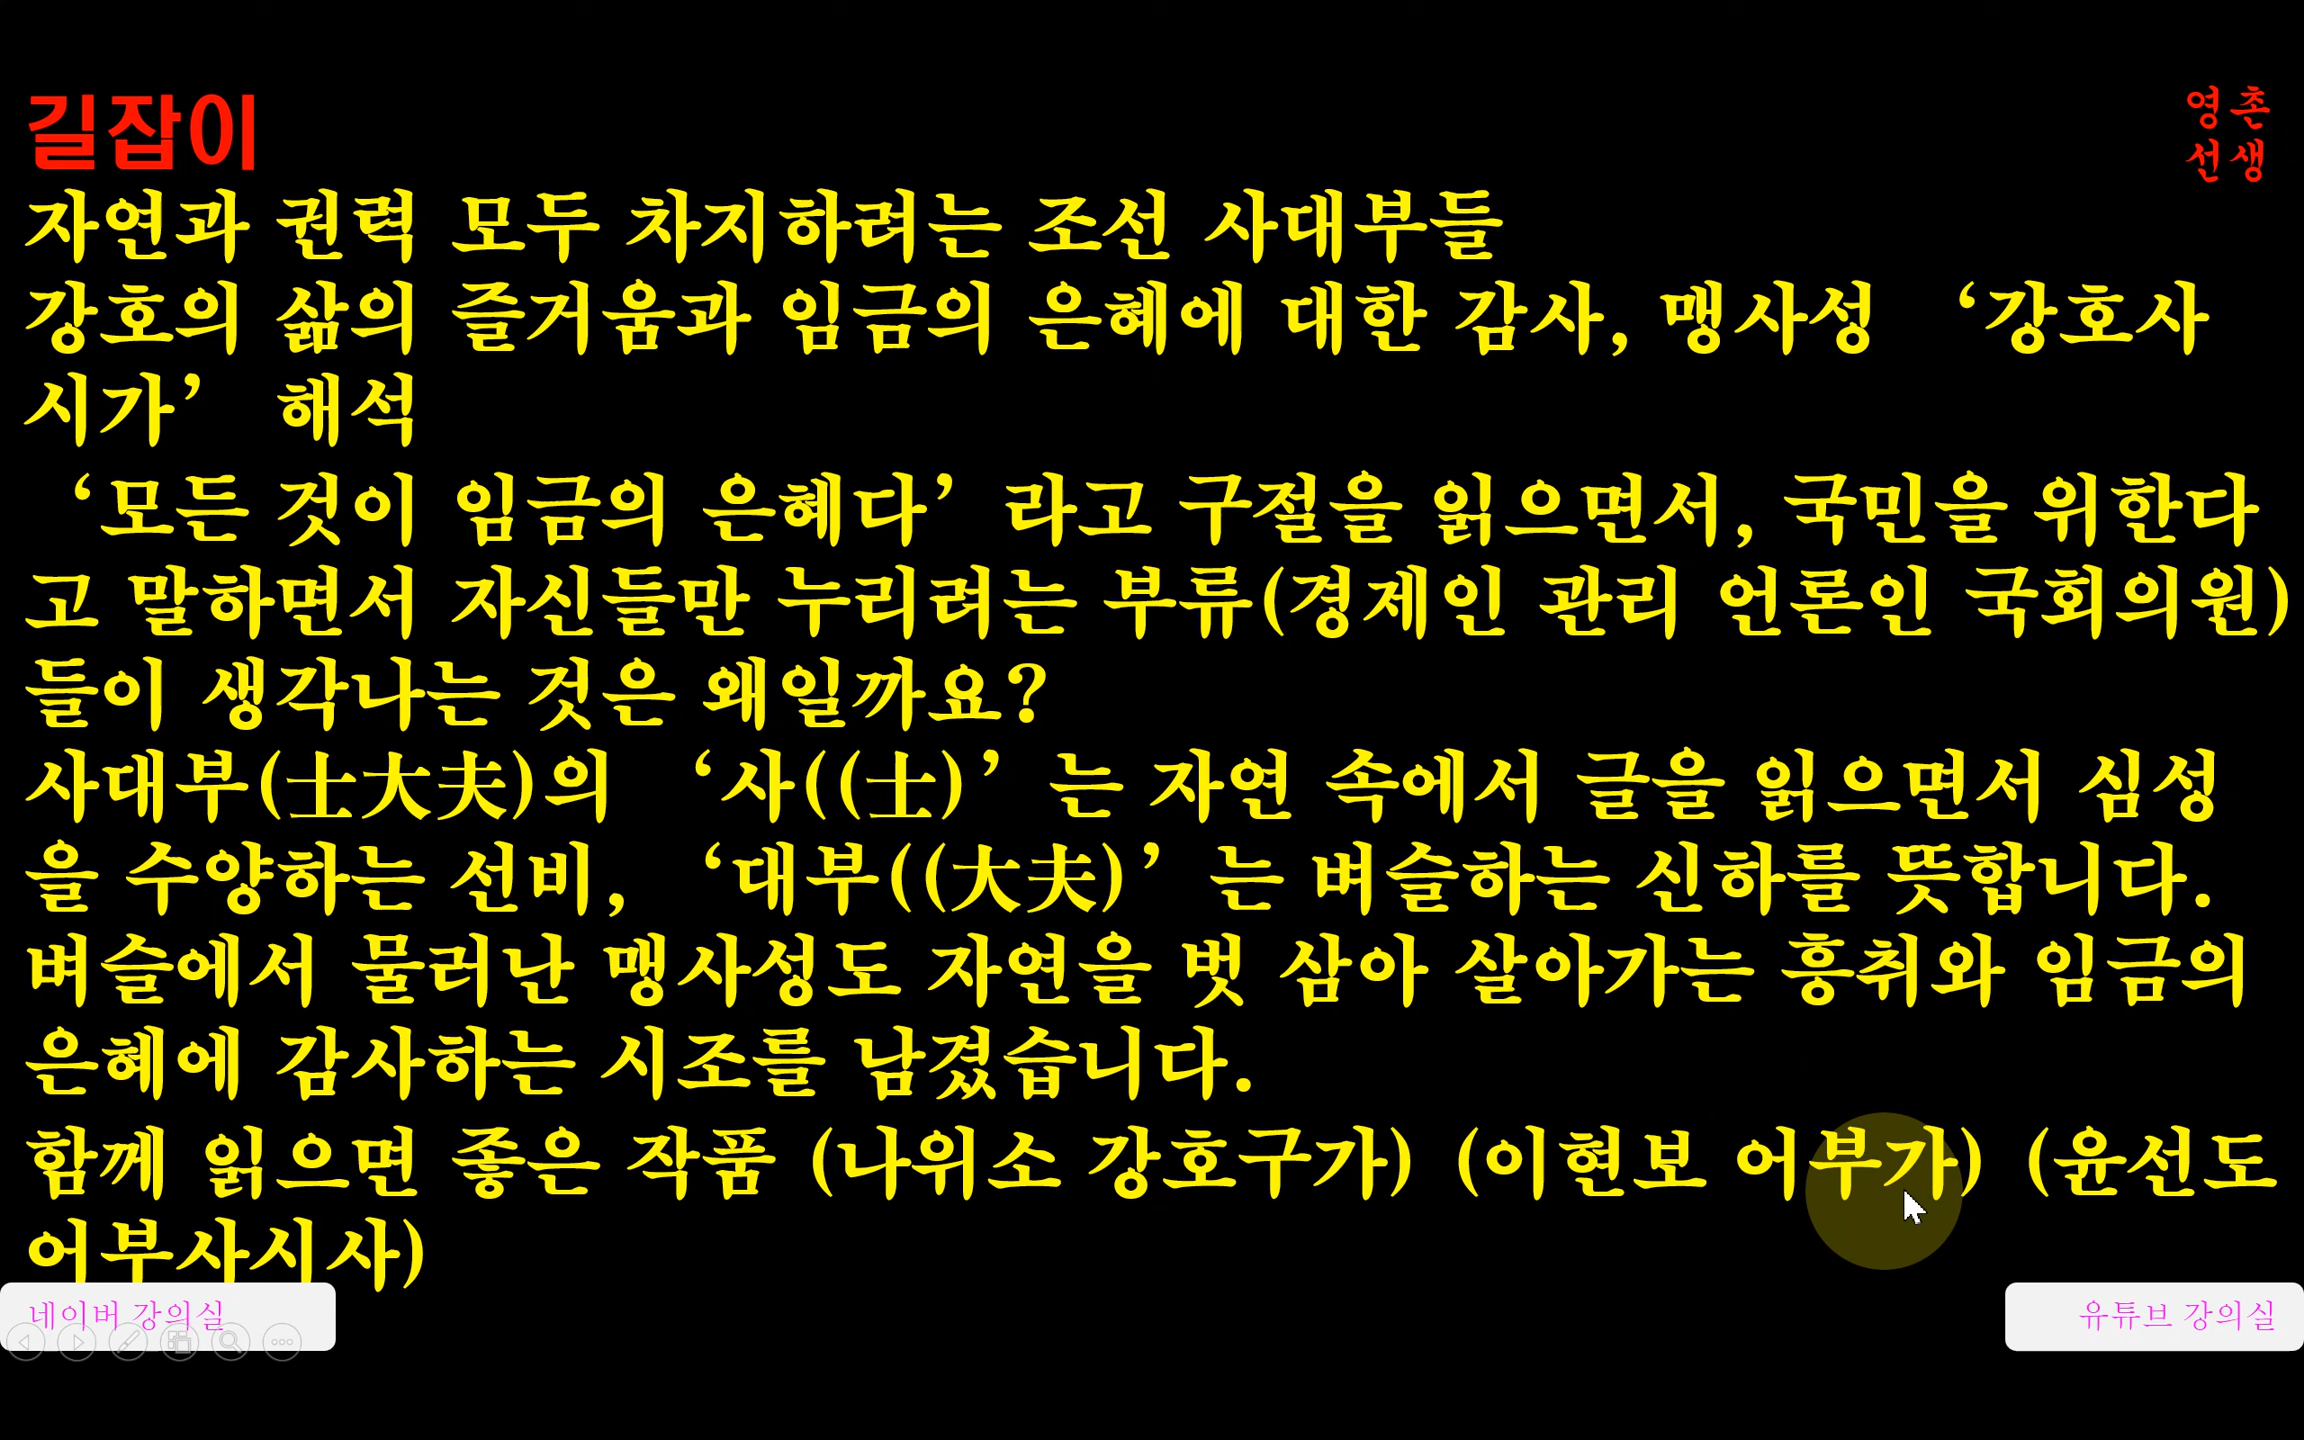 길잡이
영촌
선생
자연과 권력 모두 차지하려는 조선 사대부들
강호의 삶의 즐거움과 임금의 은혜에 대한 감사, 맹사성 ‘강호사
시가’ 해석
‘모든 것이 임금의 은혜다’라고 구절을 읽으면서, 국민을 위한다
고 말하면서 자신들만 누리려는 부류(경제인 관리 언론인 국회의원)
들이 생각나는 것은 왜일까요?
사대부(士大夫)의 ‘사((士)’는 자연 속에서 글을 읽으면서 심성
을 수양하는 선비, ‘대부((大夫)’는 벼슬하는 신하를 뜻합니다.
벼슬에서 물러난 맹사성도 자연을 벗 삼아 살아가는 흥취와 임금의
은혜에 감사하는 시조를 남겼습니다.
함께 읽으면 좋은 작품 (나위소 강호구가) (이현보 어부가) (윤선도
어부사시사)
네이버 강의실
유튜브 강의실